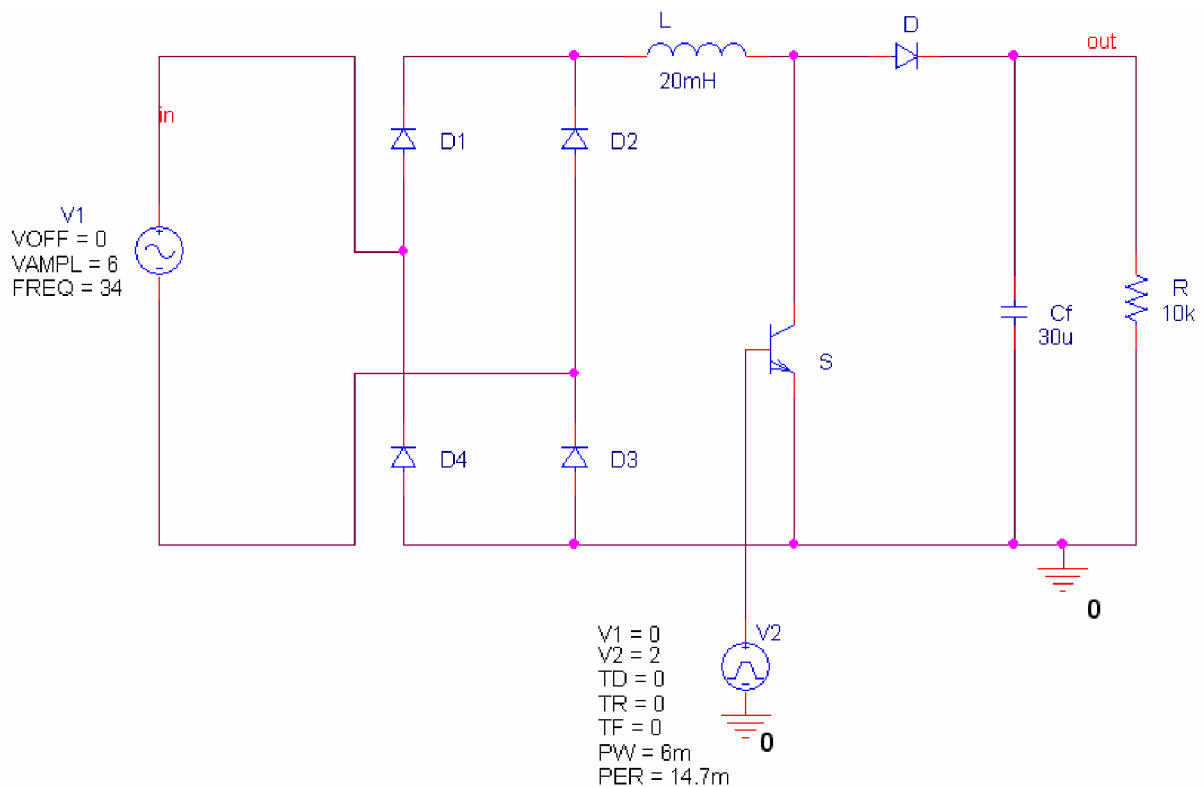 L
D
out
20mH
in
D1
D2
V1
VOFF = 0
VAMPL = 6
FREQ = 34
R
10k
Cf
30u
S
D4
D3
0
V1 = 0
V2 = 2
TD = 0
TR = 0
TF = 0
PW = 6m
PER = 14.7m
V2
0